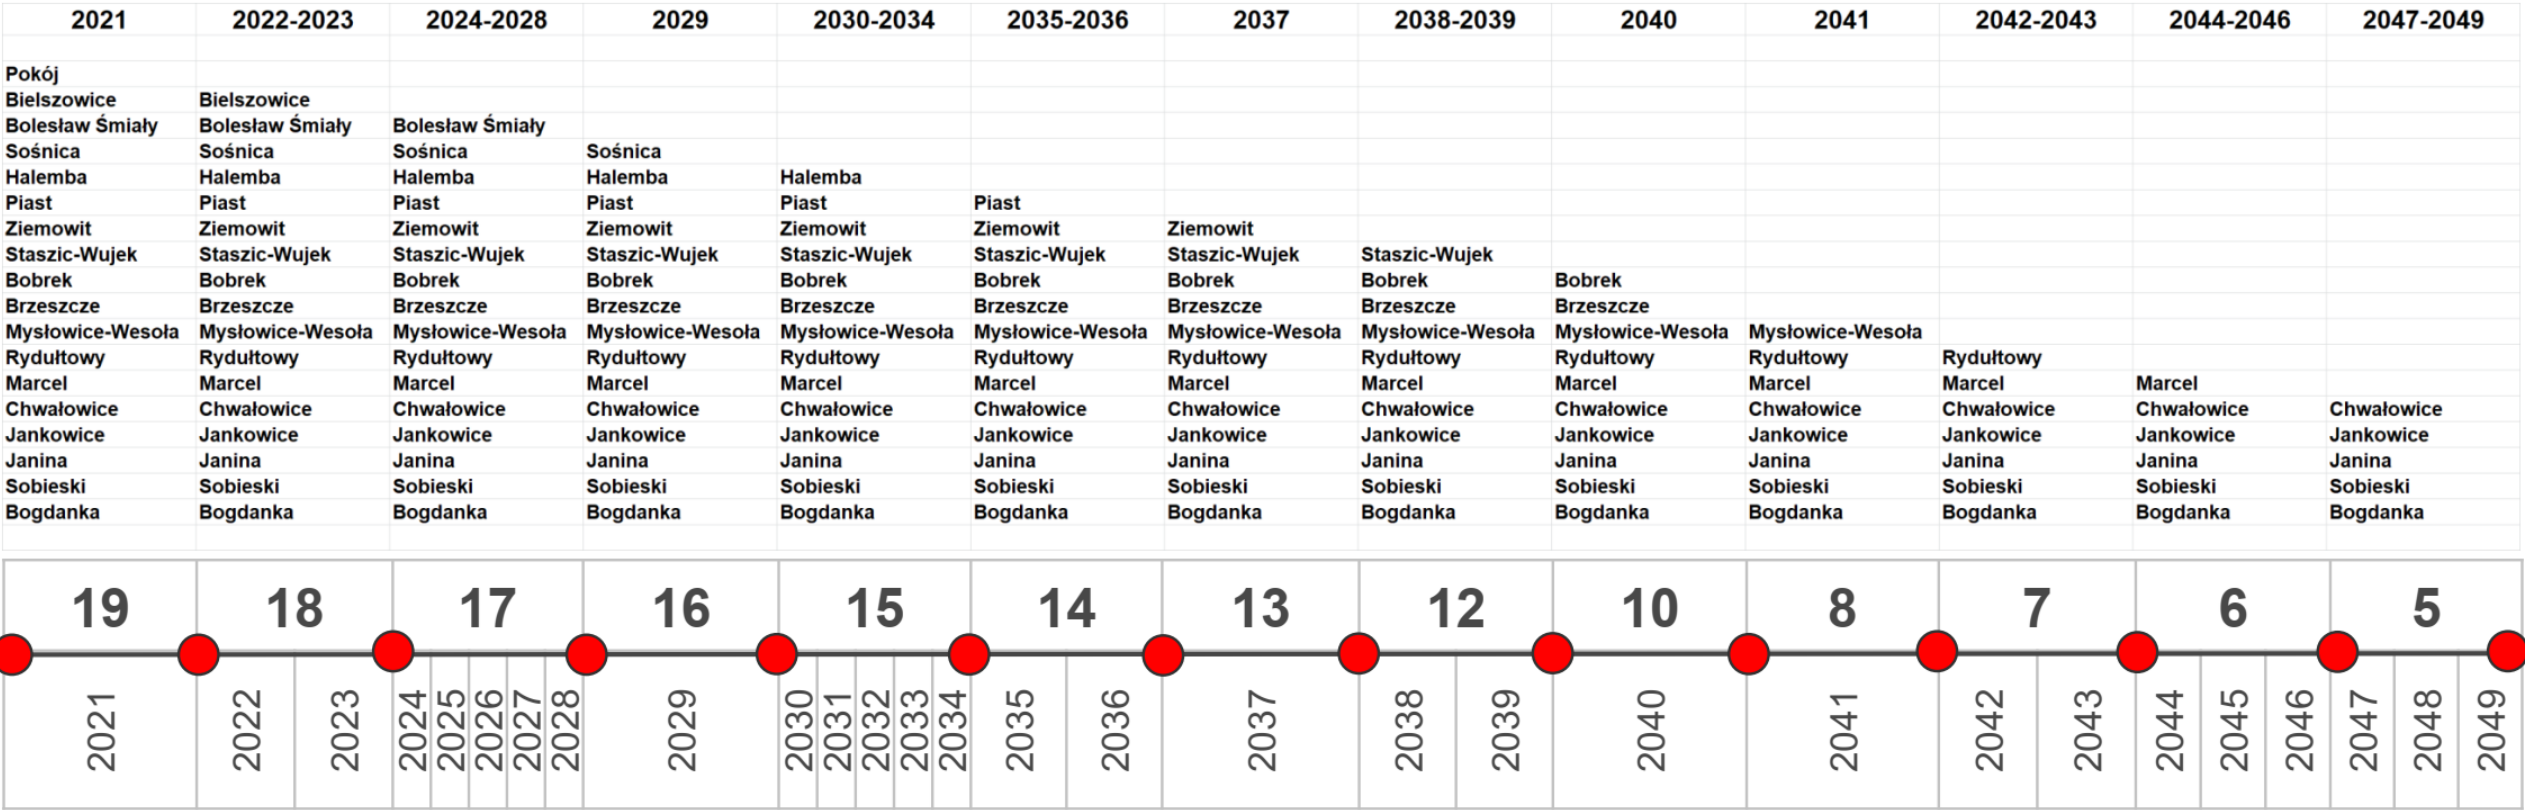 2021 2022-2023 2024-2028 2029 2030-2034 2035-2036 2037 2038-2039 2040 2041 2042-2043 2044-2046 2047-2049
Pokój
Bielszowice Bielszowice
Bolesław Śmiały Bolesław Śmiały Bolesław Śmiały
Sośnica Sośnica Sośnica Sośnica
Halemba Halemba Halemba Halemba Halemba
Piast Piast Piast Piast Piast Piast
Ziemowit Ziemowit Ziemowit Ziemowit Ziemowit Ziemowit Ziemowit
Staszic-Wujek Staszic-Wujek Staszic-Wujek Staszic-Wujek Staszic-Wujek Staszic-Wujek Staszic-Wujek Staszic-Wujek
Bobrek Bobrek Bobrek Bobrek Bobrek Bobrek Bobrek Bobrek Bobrek
Brzeszcze Brzeszcze Brzeszcze Brzeszcze Brzeszcze Brzeszcze Brzeszcze Brzeszcze Brzeszcze
Mysłowice-Wesoła Mysłowice-Wesoła Mysłowice-Wesoła Mysłowice-Wesoła Mysłowice-Wesoła Mysłowice-Wesoła Mysłowice-Wesoła Mysłowice-Wesoła Mysłowice-Wesoła Mysłowice-Wesoła
Rydułtowy Rydułtowy Rydułtowy Rydułtowy Rydułtowy Rydułtowy Rydułtowy Rydułtowy Rydułtowy Rydułtowy Rydułtowy
Marcel Marcel Marcel Marcel Marcel Marcel Marcel Marcel Marcel Marcel Marcel Marcel
Chwałowice Chwałowice Chwałowice Chwałowice Chwałowice Chwałowice Chwałowice Chwałowice Chwałowice Chwałowice Chwałowice Chwałowice Chwałowice
Jankowice Jankowice Jankowice Jankowice Jankowice Jankowice Jankowice Jankowice Jankowice Jankowice Jankowice Jankowice Jankowice
Janina Janina Janina Janina Janina Janina Janina Janina Janina Janina Janina Janina Janina
Sobieski Sobieski Sobieski Sobieski Sobieski Sobieski Sobieski Sobieski Sobieski Sobieski Sobieski Sobieski Sobieski
Bogdanka Bogdanka Bogdanka Bogdanka Bogdanka Bogdanka Bogdanka Bogdanka Bogdanka Bogdanka Bogdanka Bogdanka Bogdanka
19 18 17 16 15 14 13 12 10 8 7 6 5
2021 2022 2023 2024 2025 2026 2027 2028 2029 2030 2031 2032 2033 2034 2035 2036 2037 2038 2039 2040 2041 2042 2043 2044 2045 2046 2047 2048 2049